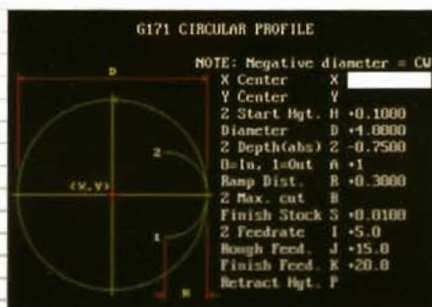 G171 CIRCULAR PROFILE
NOTE: Negative diameter = CW
D
X Center X
Y Center Y
Z Start Hgt. H +0.1000
Diameter D +4.0000
Z Depth(abs) Z -0.7500
0=In, 1=Out A +1
Ramp Dist. R +0.3000
Z Max. cut B
Finish Stock S +0.0100
Z Feedrate I +5.0
Rough Feed. J +15.0
Finish Feed. K +20.0
Retract Hgt. P
2
(X,Y)
1
R